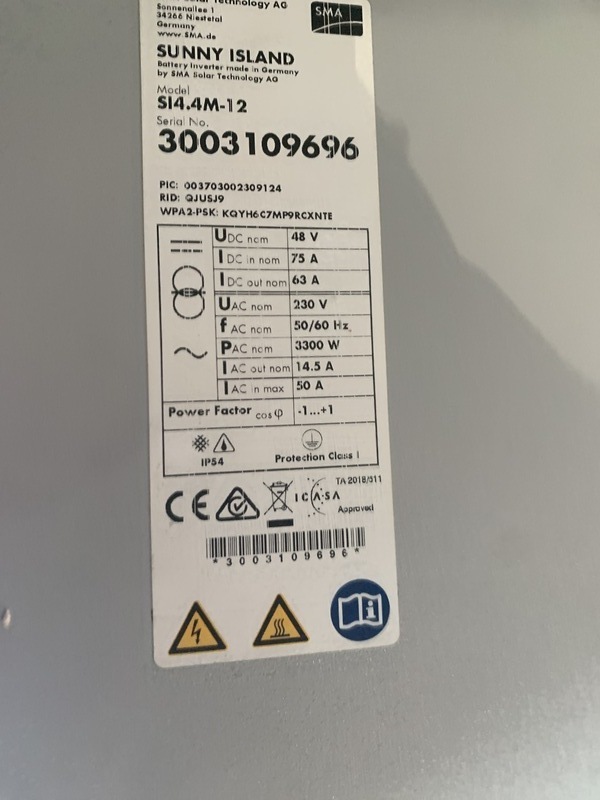 Technology AG
Sonnenallee 1
34266 Niestetal
Germany
www.SMA.de
SMA
SUNNY ISLAND
Battery Inverter made in Germany
by SMA Solar Technology AG
Model
SI4.4M-12
Serial No.
3003109696
PIC: 003703002309124
RID: QJUSJ9
WPA2-PSK: KQYH6C7MP9RCXNTE
UDC nom 48 V
IDC in nom 75 A
IDC out nom 63 A
UAC nom 230 V
fAC nom 50/60 Hz
PAC nom 3300 W
IAC out nom 14.5 A
IAC in max 50 A
Power Factor cos φ -1...+1
IP54 Protection Class I
CE ICASA TA 2018/311
Approved
*3003109696*